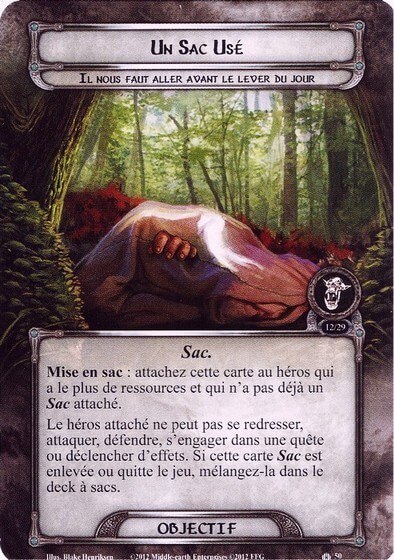 Un Sac Usé
Il nous faut aller avant le lever du jour
12/29
Sac.
Mise en sac : attachez cette carte au héros qui
a le plus de ressources et qui n'a pas déjà un
Sac attaché.
Le héros attaché ne peut pas se redresser,
attaquer, défendre, s'engager dans une quête
ou déclencher d'effets. Si cette carte Sac est
enlevée ou quitte le jeu, mélangez-la dans le
deck à sacs.
OBJECTIF
Illus. Blake Henriksen ©2012 Middle-earth Enterprises ©2012 FFG 50